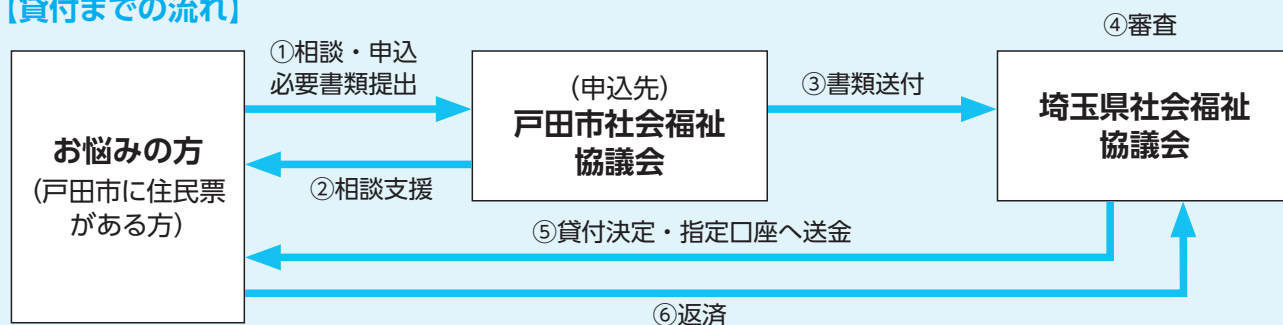 【貸付までの流れ】
お悩みの方
（戸田市に住民票
がある方）
①相談・申込
必要書類提出
②相談支援
（申込先）
戸田市社会福祉
協議会
③書類送付
④審査
埼玉県社会福祉
協議会
⑤貸付決定・指定口座へ送金
⑥返済